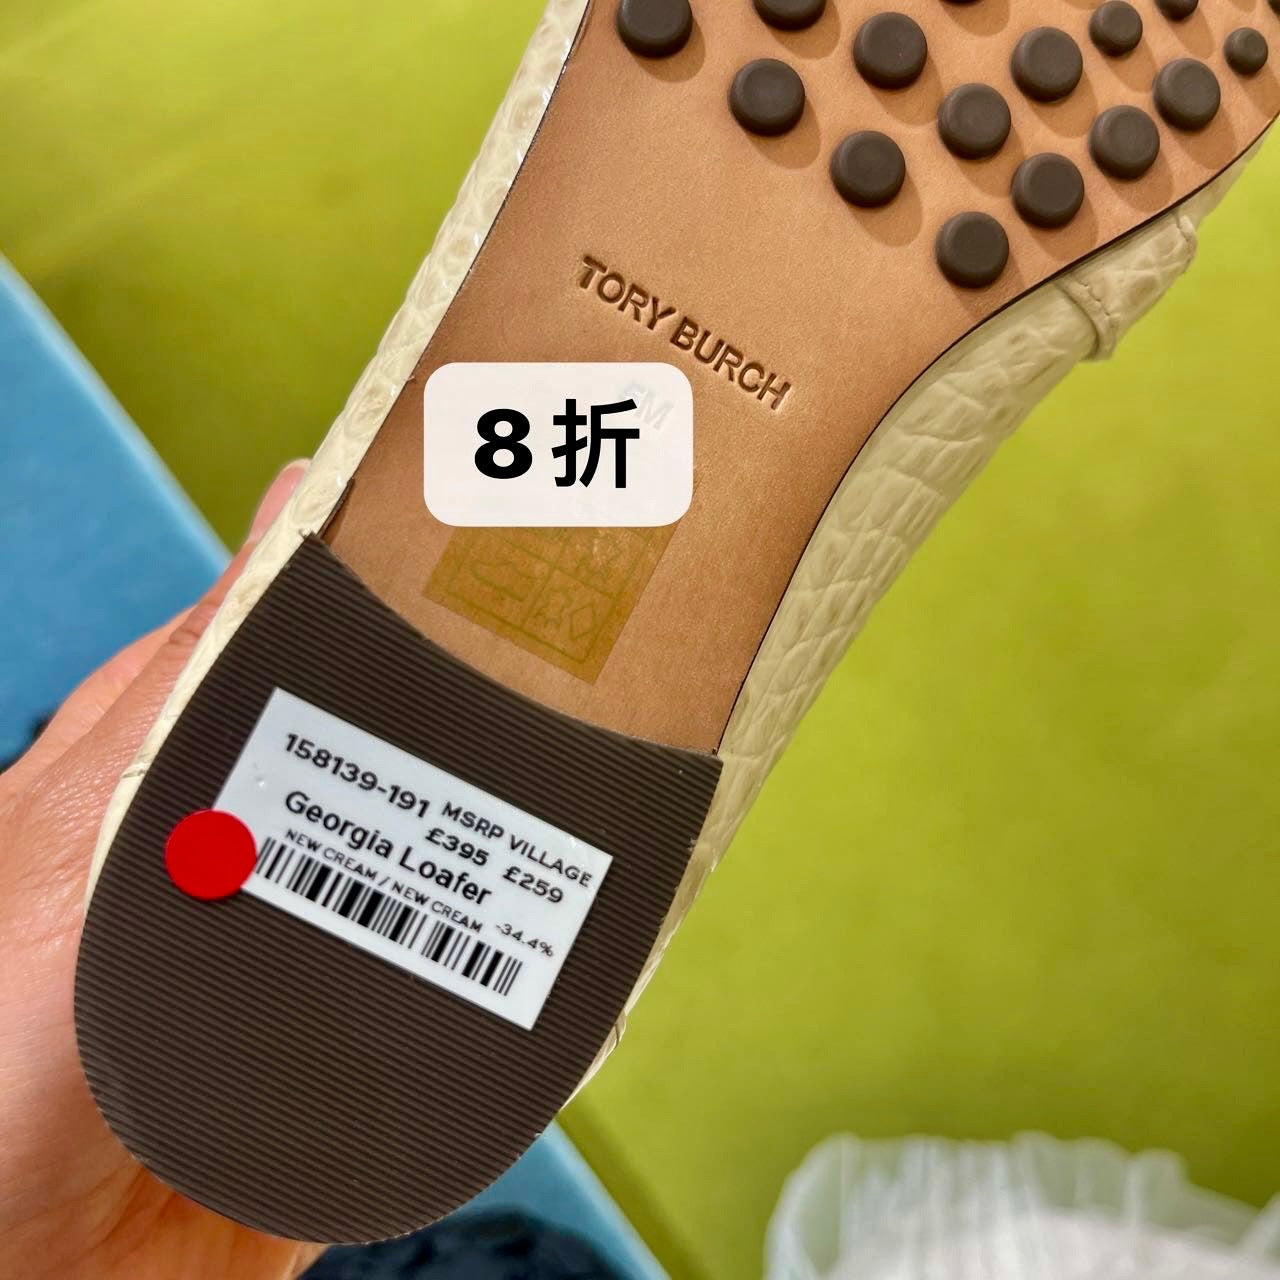 TORY BURCH
8折
158139-191 MSRP VILLAGE
£395 £259
Georgia Loafer
NEW CREAM / NEW CREAM -34.4%